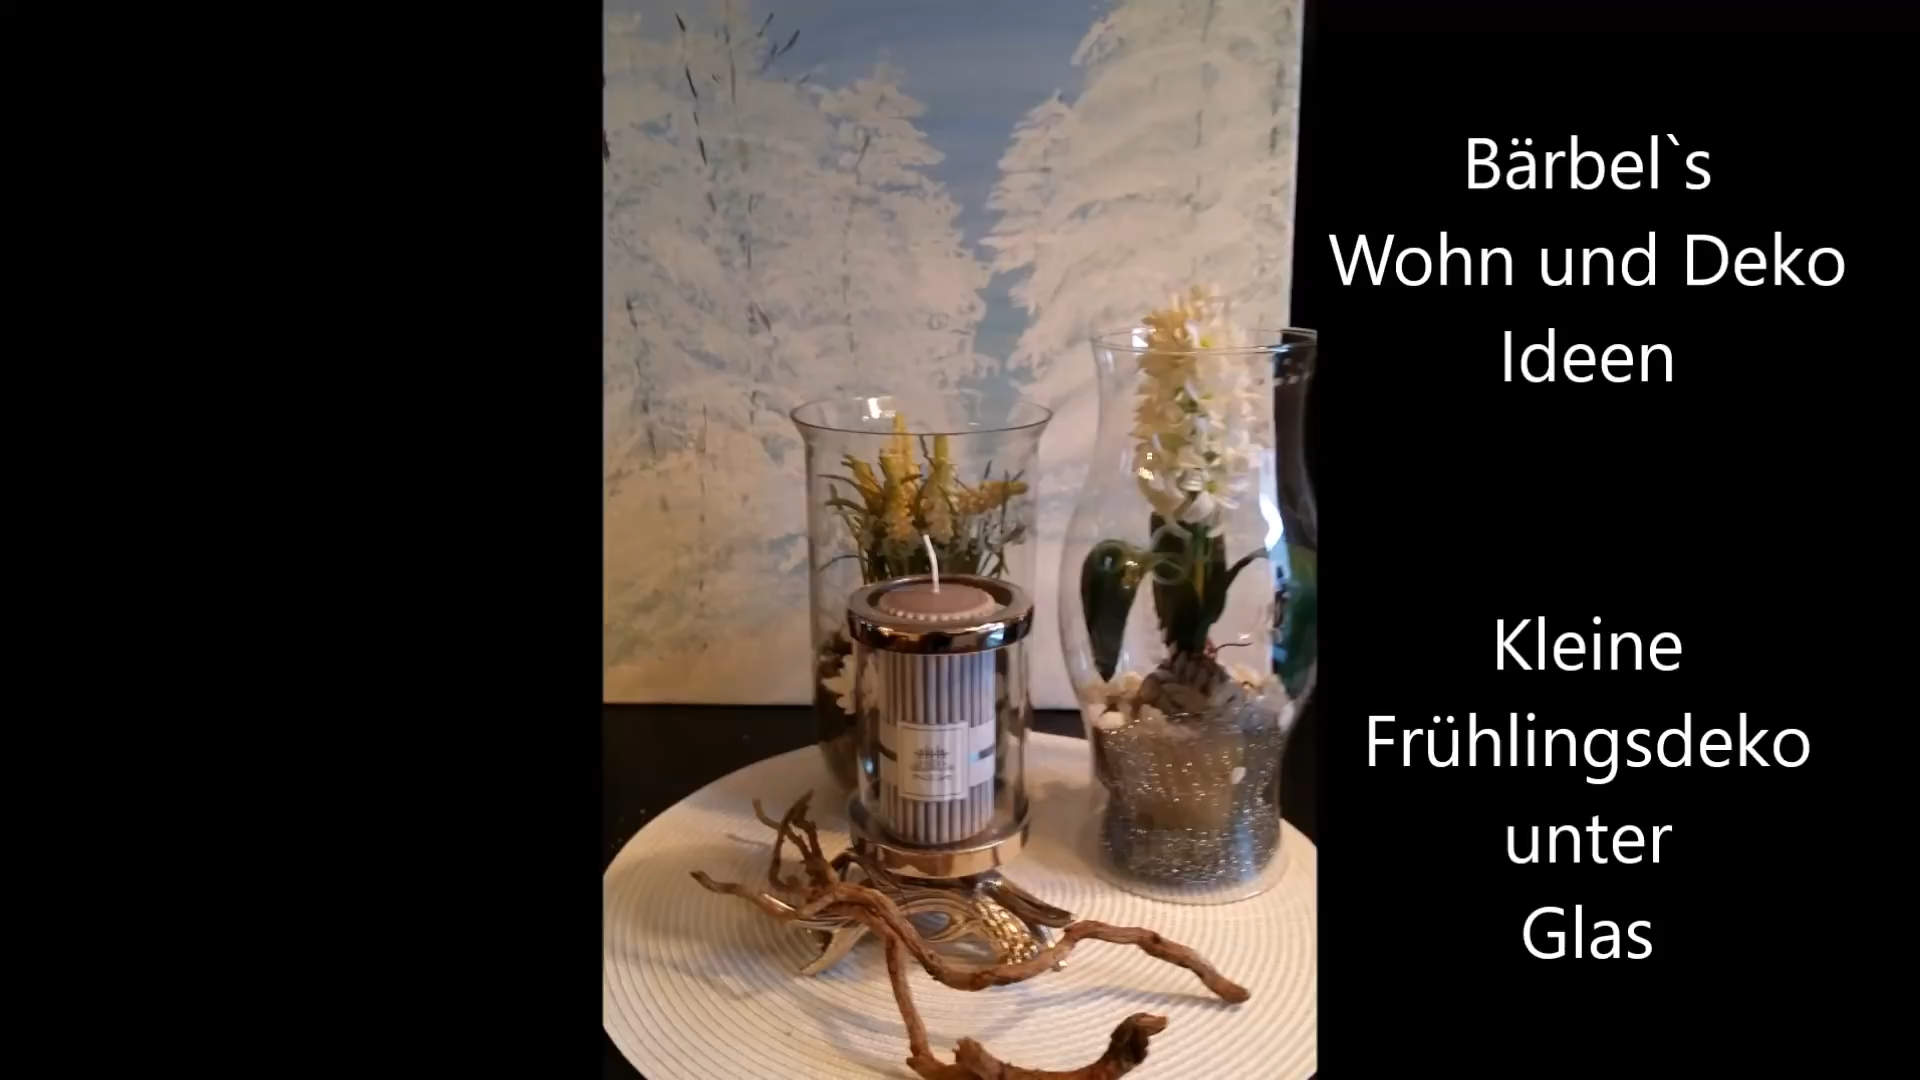 Bärbel`s
Wohn und Deko
Ideen
Kleine
Frühlingsdeko
unter
Glas